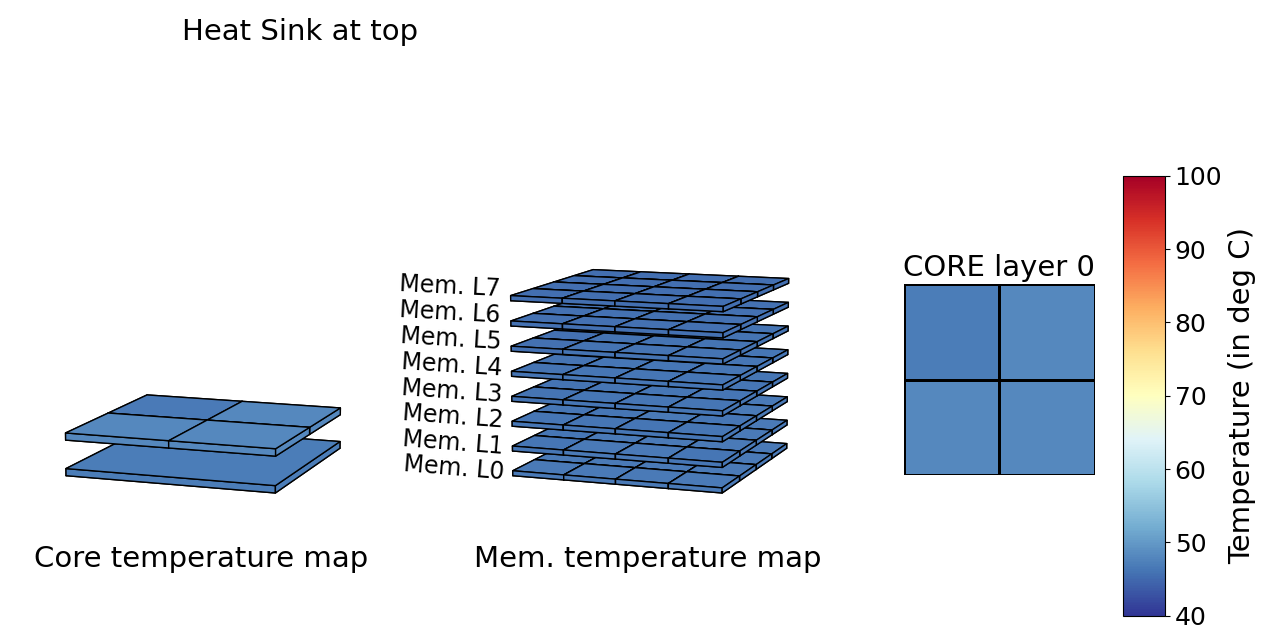 Heat Sink at top
Mem. L7
Mem. L6
Mem. L5
Mem. L4
Mem. L3
Mem. L2
Mem. L1
Mem. L0
Core temperature map
Mem. temperature map
CORE layer 0
100
90
80
70
60
50
40
Temperature (in deg C)